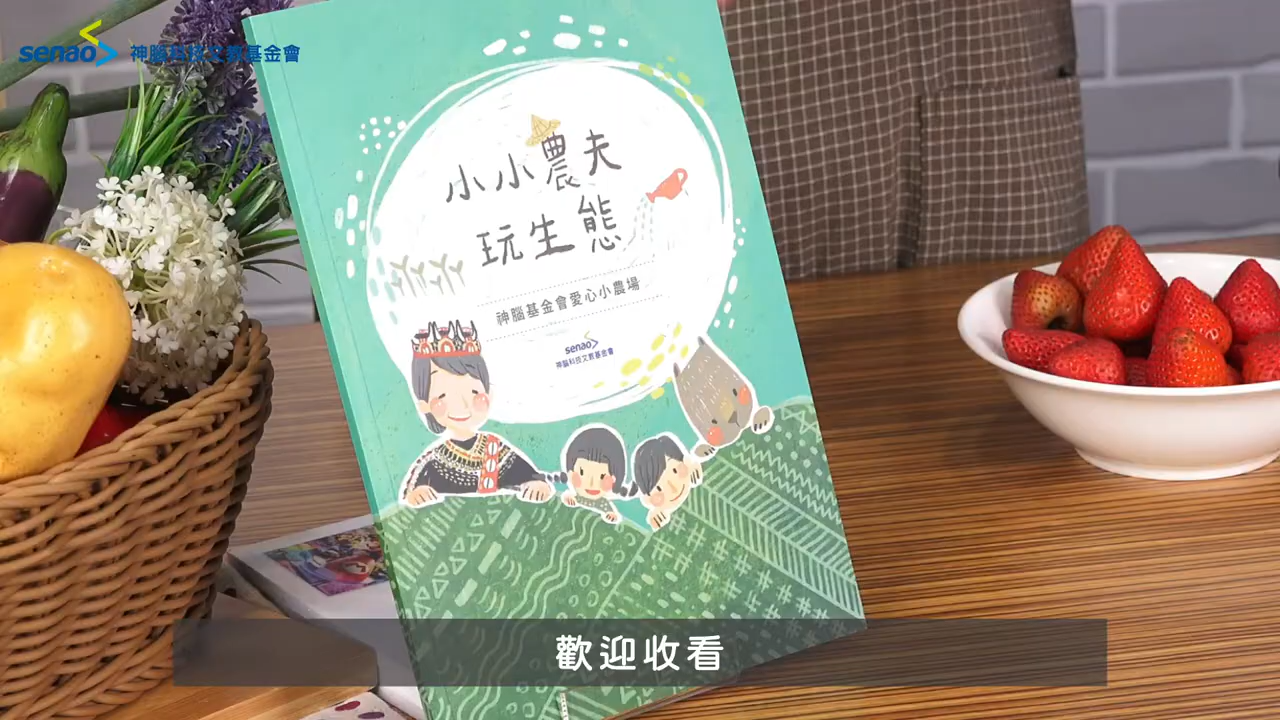 senao 神腦科技文教基金會
小小農夫
玩生態
神腦基金會愛心小農場
senao
神腦科技文教基金會
歡迎收看